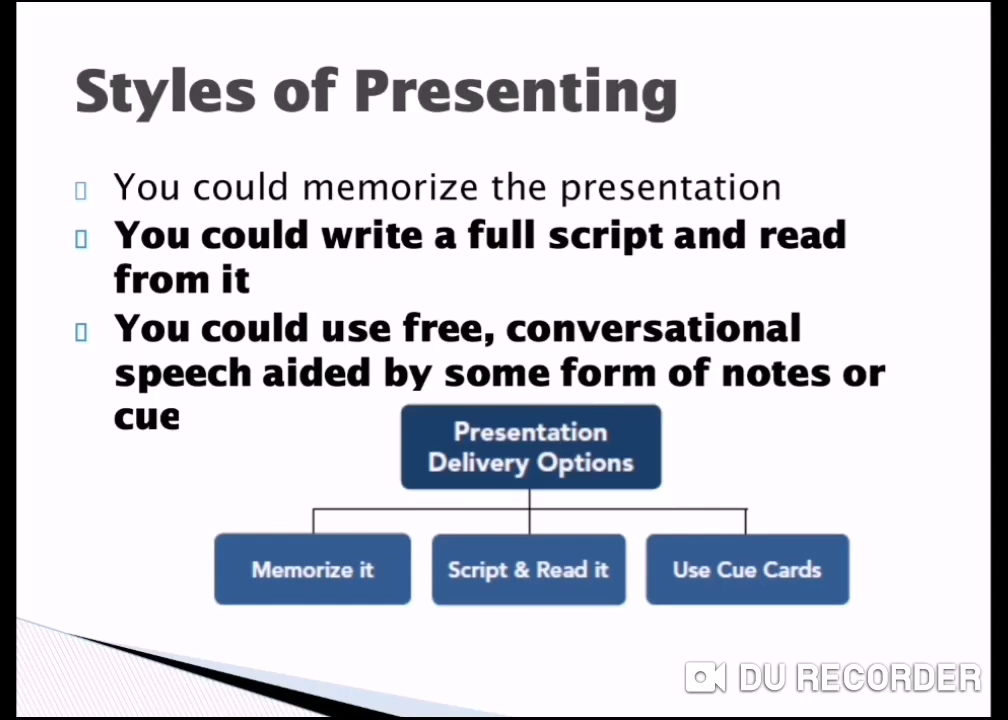 Styles of Presenting
You could memorize the presentation
You could write a full script and read
from it
You could use free, conversational
speech aided by some form of notes or
cue
Presentation
Delivery Options
Memorize it
Script & Read it
Use Cue Cards
DU RECORDER